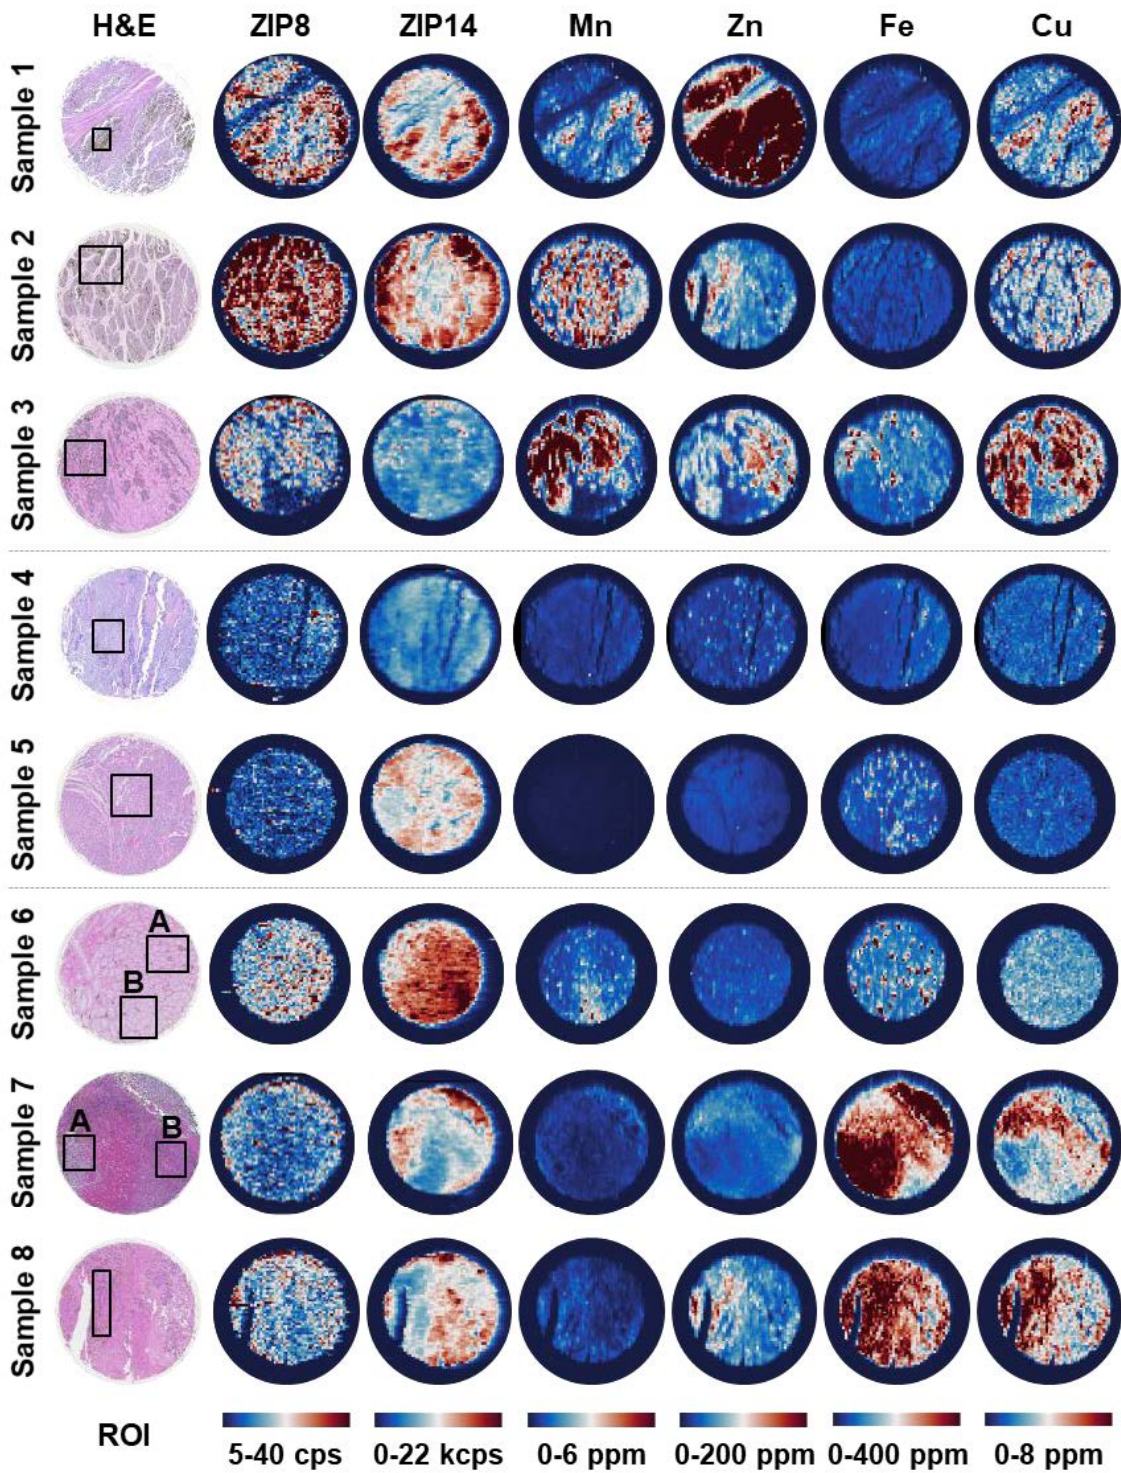 H&E ZIP8 ZIP14 Mn Zn Fe Cu
Sample 1
Sample 2
Sample 3
Sample 4
Sample 5
Sample 6
A
B
Sample 7
A B
Sample 8
ROI
5-40 cps 0-22 kcps 0-6 ppm 0-200 ppm 0-400 ppm 0-8 ppm